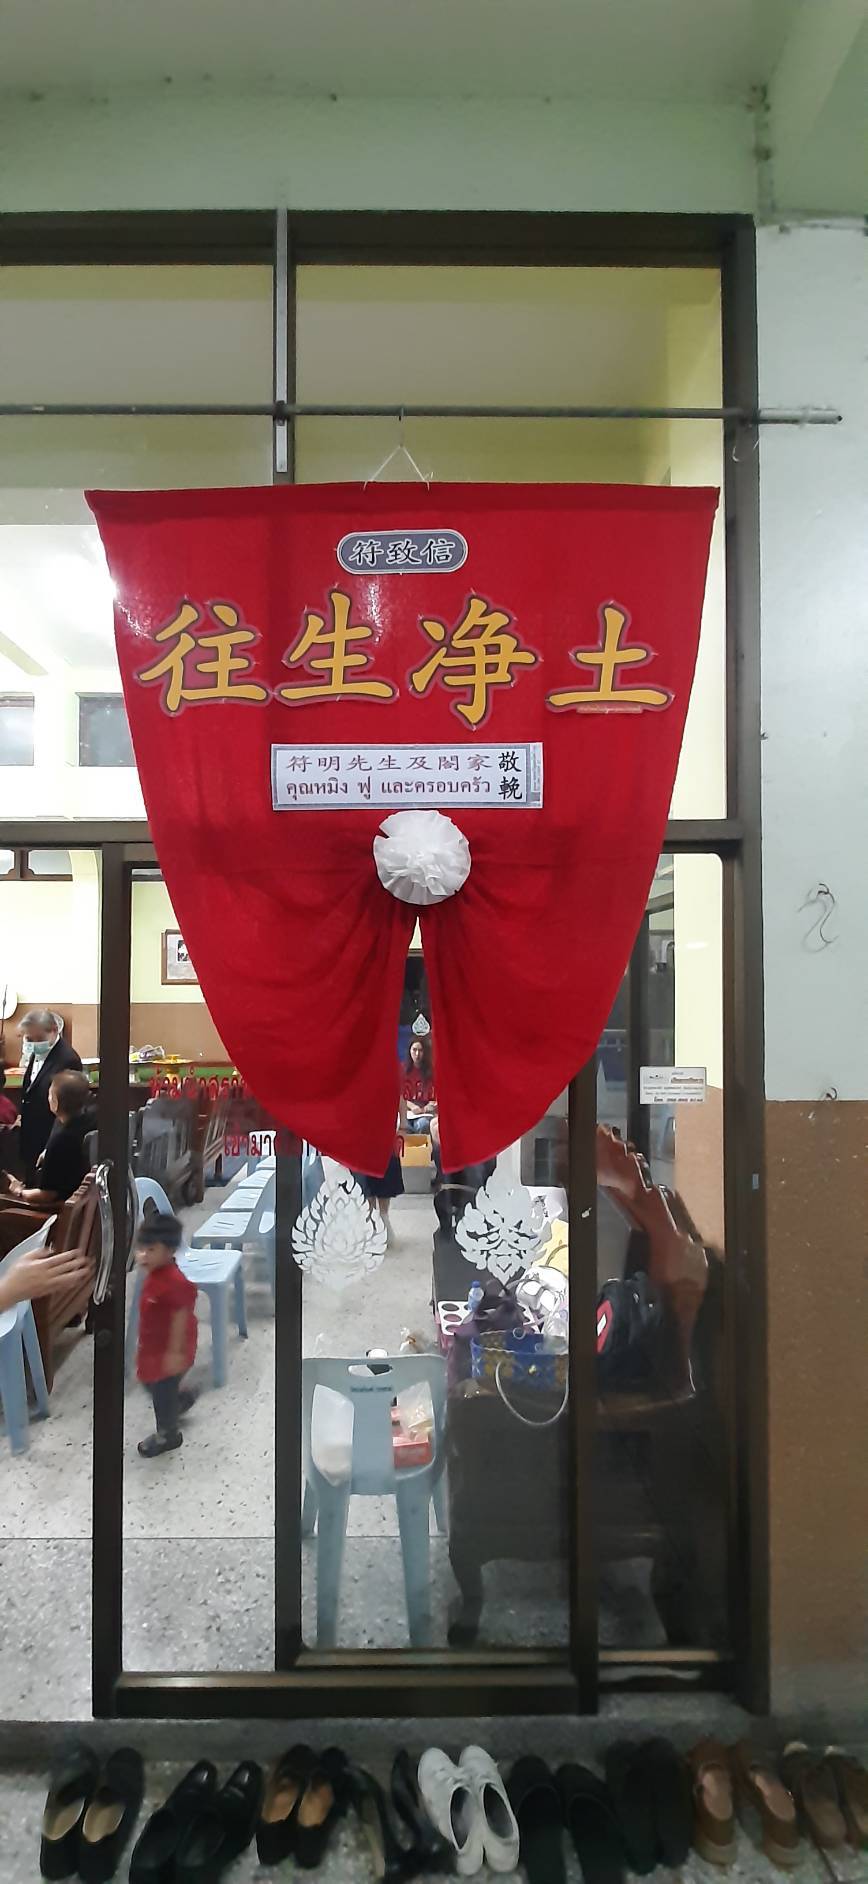 符致信
往生净土
符明先生及閤家 敬輓
คุณหมิง ฟู และครอบครัว